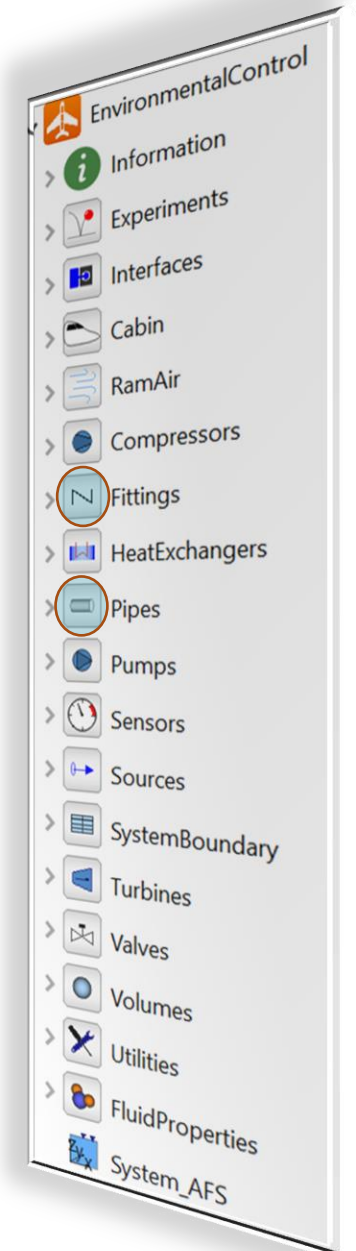 EnvironmentalControl
Information
Experiments
Interfaces
Cabin
RamAir
Compressors
Fittings
HeatExchangers
Pipes
Pumps
Sensors
Sources
SystemBoundary
Turbines
Valves
Volumes
Utilities
FluidProperties
System_AFS